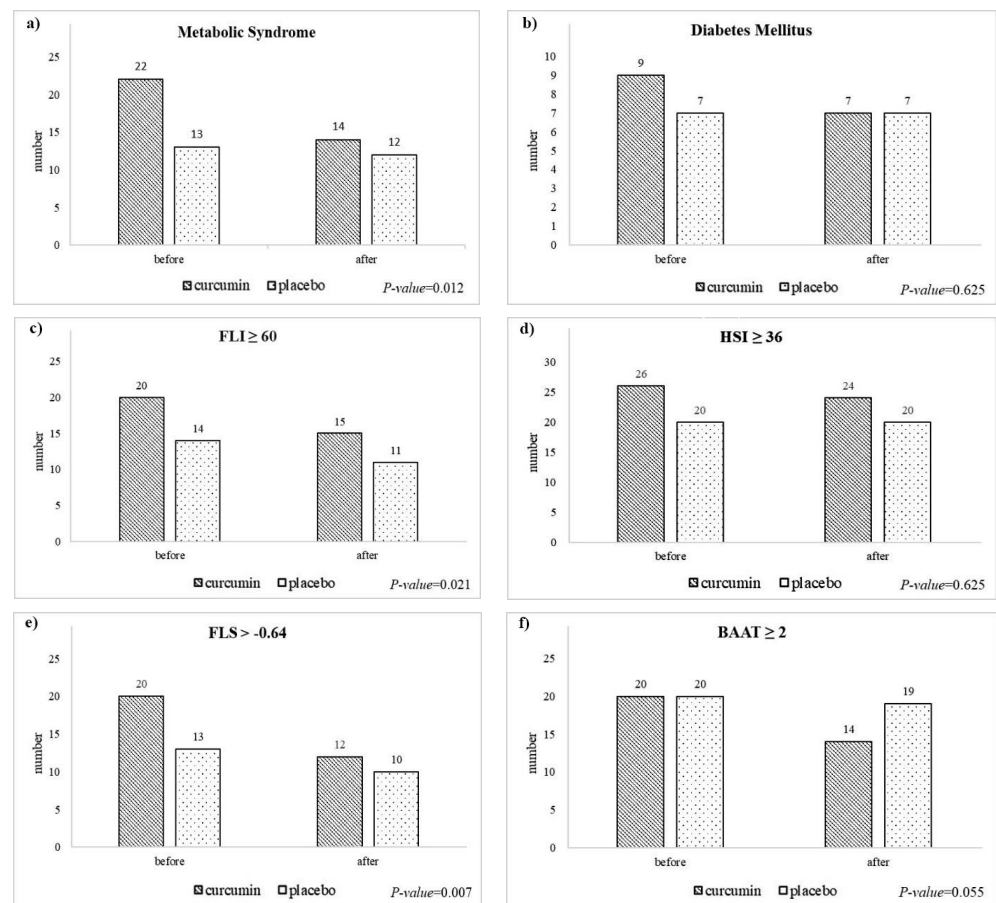 a)
Metabolic Syndrome
number
25
20
15
10
5
0
22
13
14
12
before after
curcumin placebo
P-value=0.012
b)
Diabetes Mellitus
number
10
9
8
7
6
5
4
3
2
1
0
9
7
7
7
before after
curcumin placebo
P-value=0.625
c)
FLI ≥ 60
number
25
20
15
10
5
0
20
14
15
11
before after
curcumin placebo
P-value=0.021
d)
HSI ≥ 36
number
30
25
20
15
10
5
0
26
20
24
20
before after
curcumin placebo
P-value=0.625
e)
FLS > -0.64
number
25
20
15
10
5
0
20
13
12
10
before after
curcumin placebo
P-value=0.007
f)
BAAT ≥ 2
number
25
20
15
10
5
0
20
20
14
19
before after
curcumin placebo
P-value=0.055